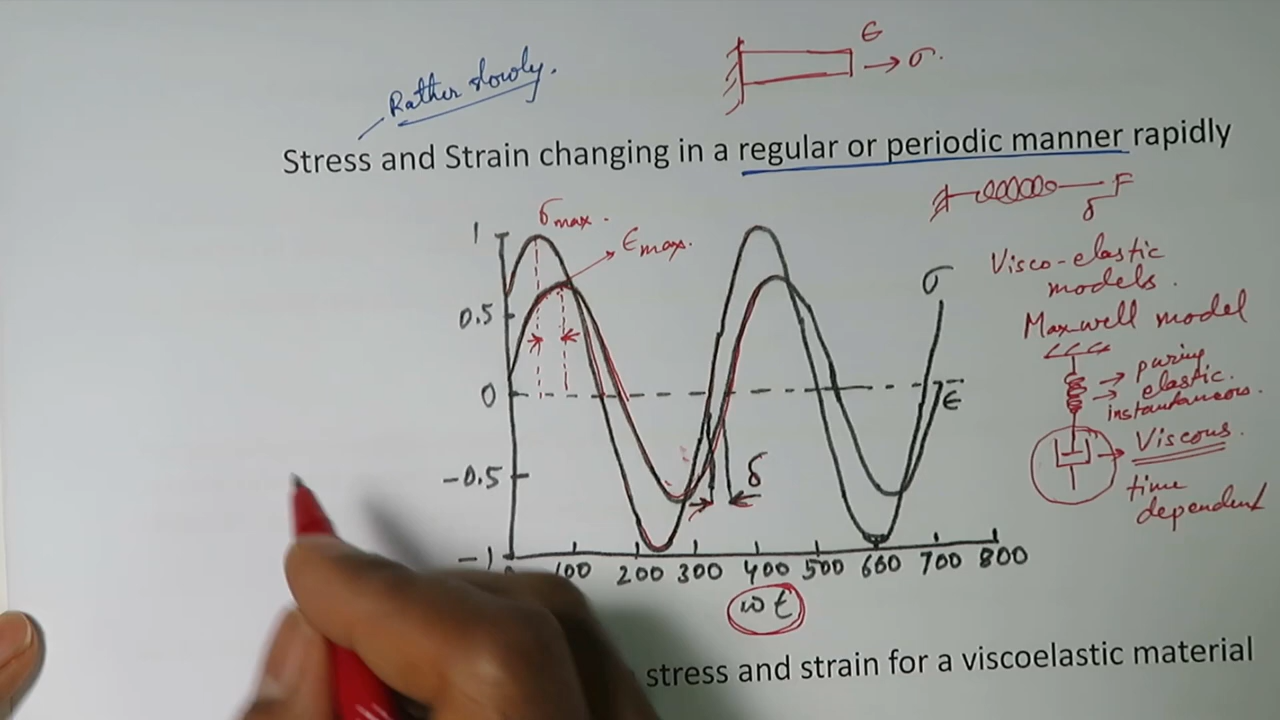 Rather slowly.
ϵ
→ σ.
Stress and Strain changing in a regular or periodic manner rapidly
F
δ
σmax.
ϵmax.
Visco-elastic
models.
Maxwell model
puring
elastic.
instantaneous.
Viscous.
time
dependent
σ
ϵ
δ
1
0.5
0
-0.5
-1
100 200 300 400 500 600 700 800
wt
stress and strain for a viscoelastic material